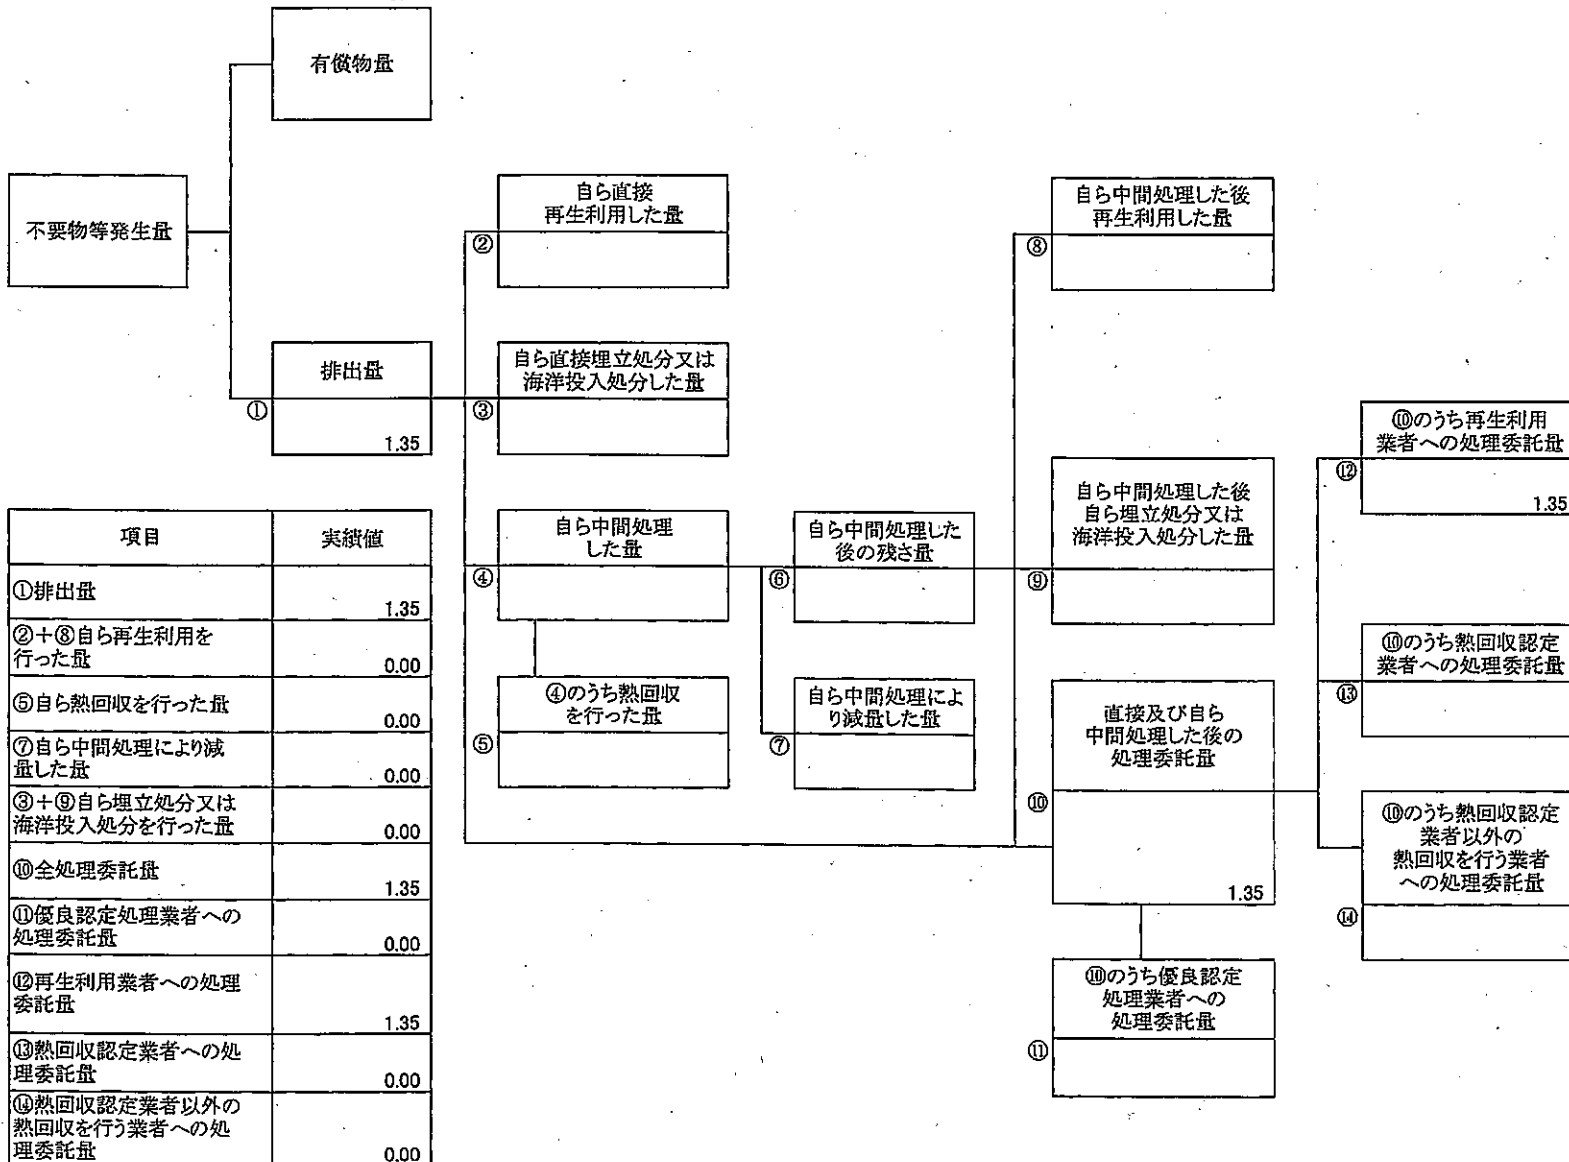 有償物量
不要物等発生量
排出量
①
1.35
自ら直接
再生利用した量
②
自ら直接埋立処分又は
海洋投入処分した量
③
自ら中間処理
した量
④
④のうち熱回収
を行った量
⑤
自ら中間処理した
後の残さ量
⑥
自ら中間処理によ
り減量した量
⑦
自ら中間処理した後
再生利用した量
⑧
自ら中間処理した後
自ら埋立処分又は
海洋投入処分した量
⑨
直接及び自ら
中間処理した後の
処理委託量
⑩
1.35
⑩のうち優良認定
処理業者への
処理委託量
⑪
⑩のうち再生利用
業者への処理委託量
⑫
1.35
⑩のうち熱回収認定
業者への処理委託量
⑬
⑩のうち熱回収認定
業者以外の
熱回収を行う業者
への処理委託量
⑭
項目 実績値
①排出量
1.35
②+⑧自ら再生利用を
行った量
0.00
⑤自ら熱回収を行った量
0.00
⑦自ら中間処理により減
量した量
0.00
③+⑨自ら埋立処分又は
海洋投入処分を行った量
0.00
⑩全処理委託量
1.35
⑪優良認定処理業者への
処理委託量
0.00
⑫再生利用業者への処理
委託量
1.35
⑬熱回収認定業者への処
理委託量
0.00
⑭熱回収認定業者以外の
熱回収を行う業者への処
理委託量
0.00